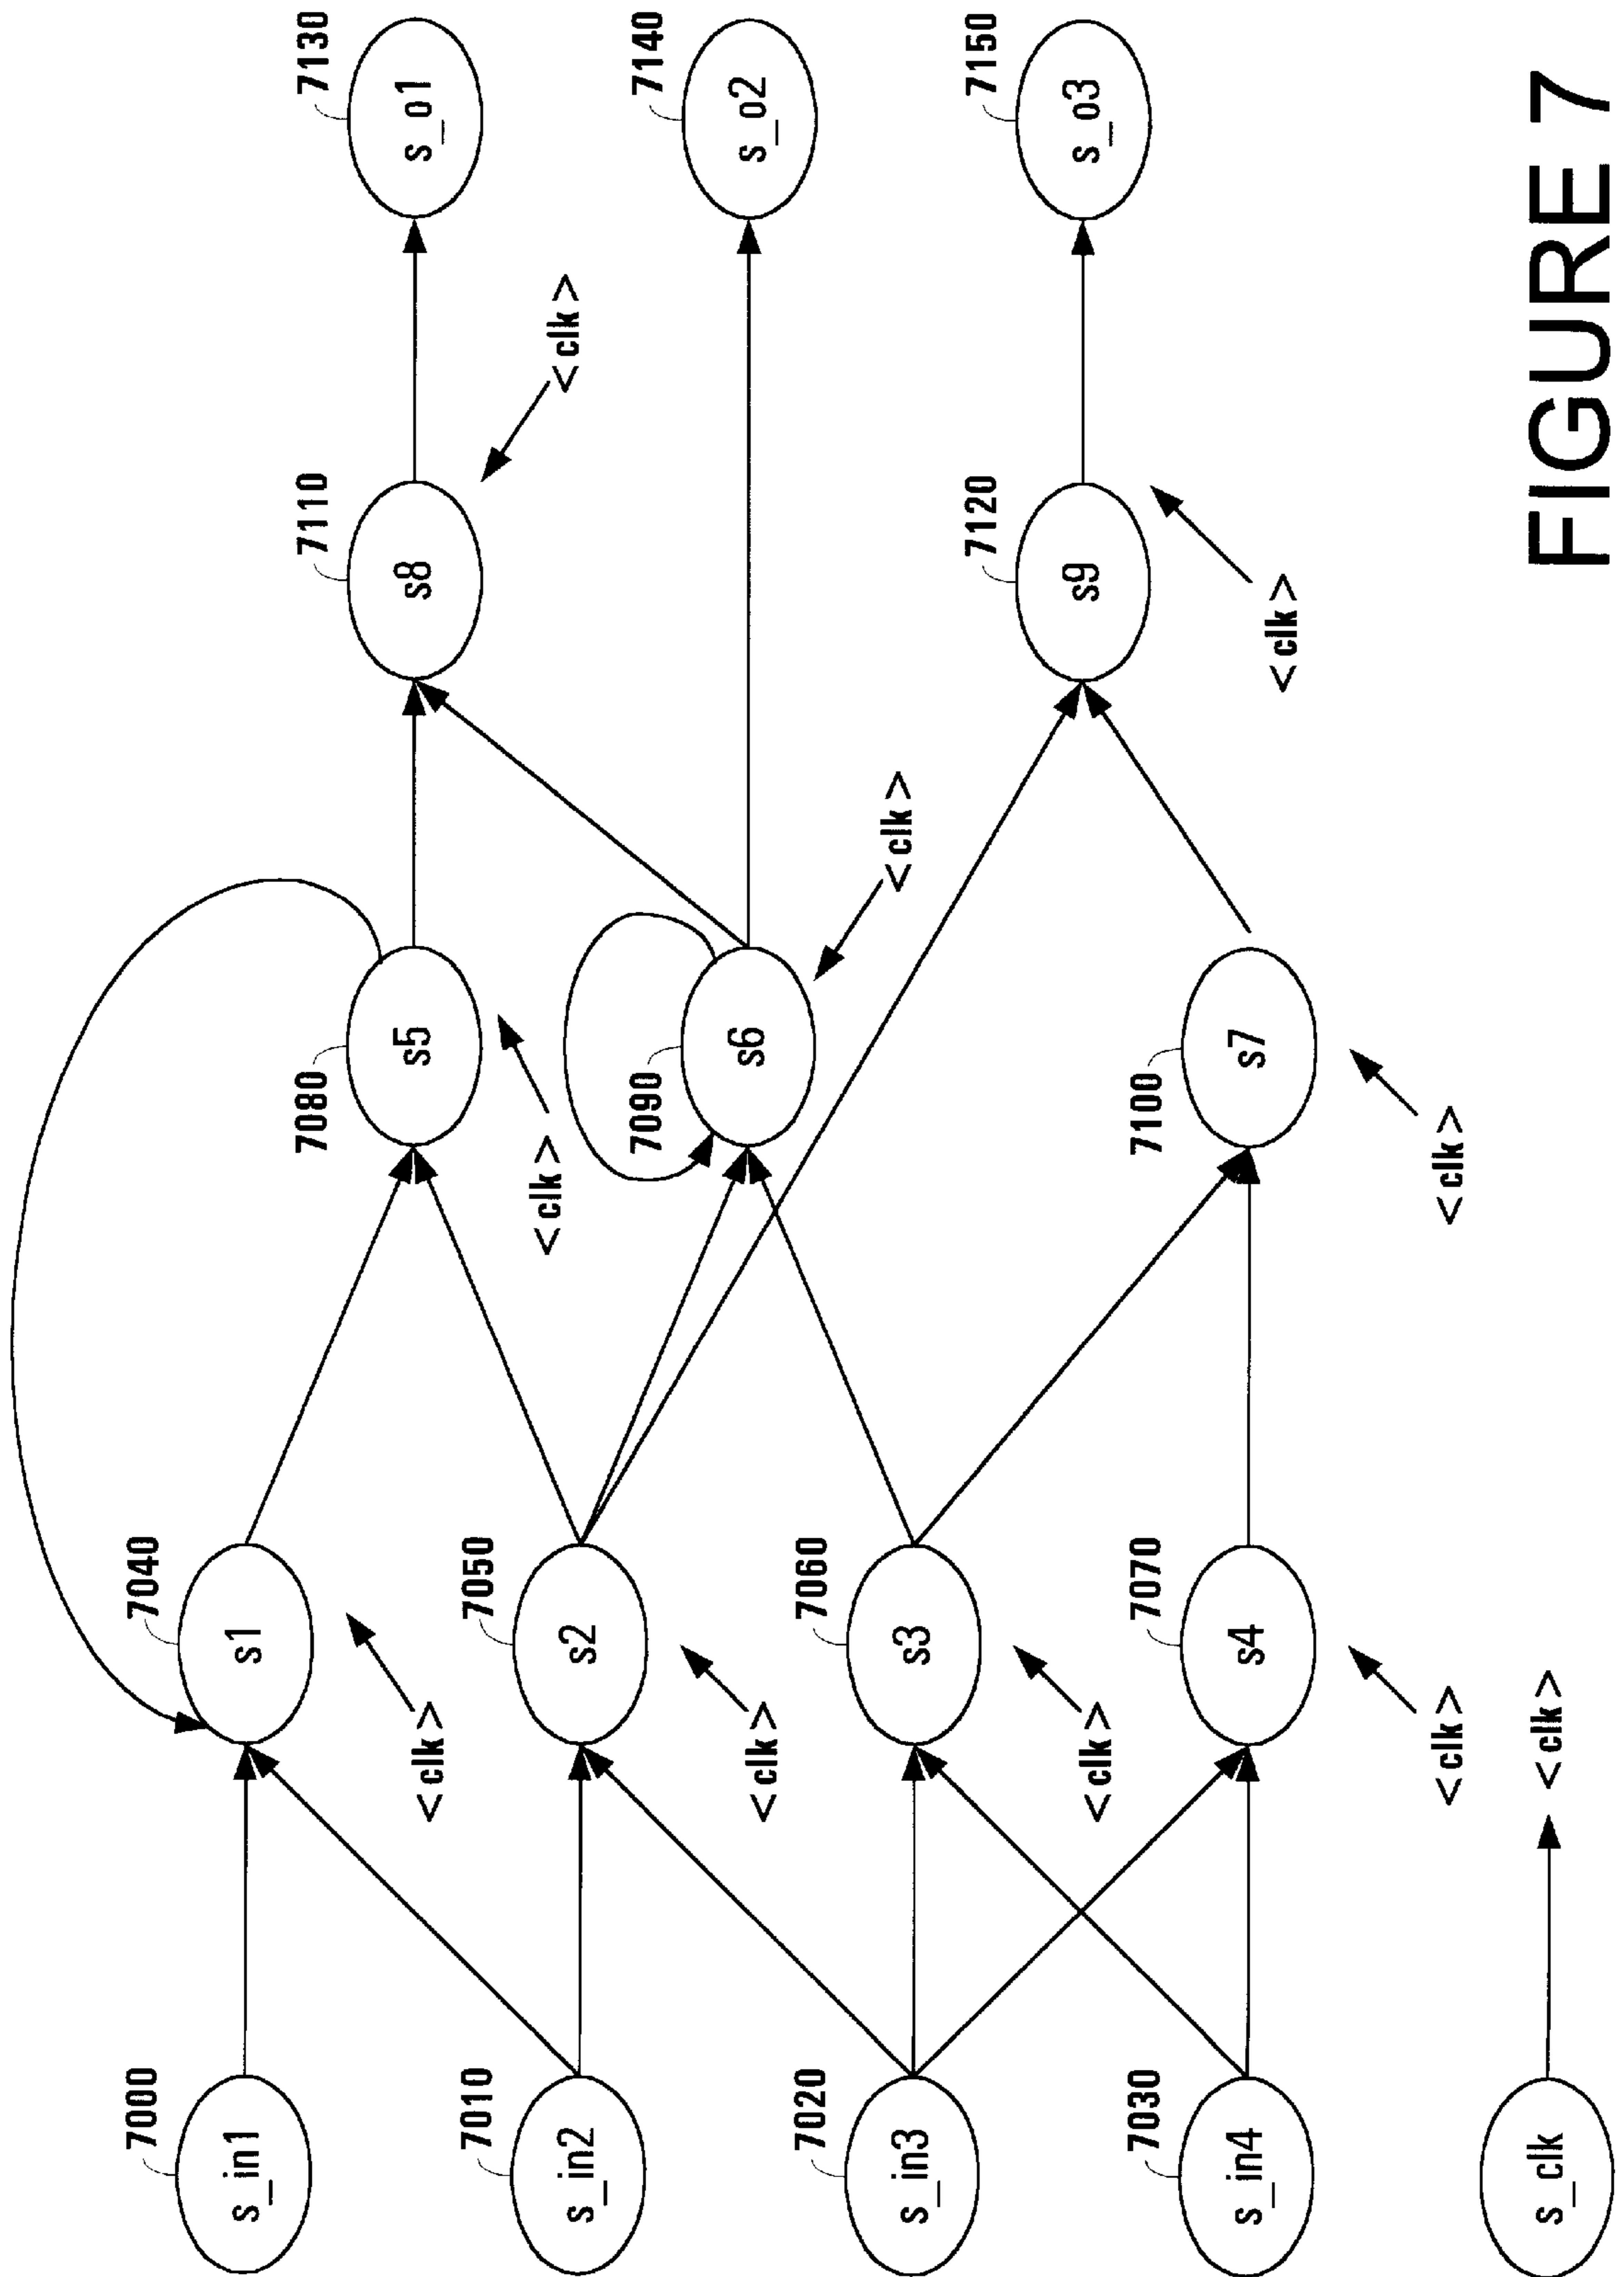 7000
s_in1
7010
s_in2
7020
s_in3
7030
s_in4
s_clk
<clk>
7040
s1
<clk>
7050
s2
<clk>
7060
s3
<clk>
7070
s4
<clk>
7080
s5
<clk>
7090
s6
<clk>
7100
s7
<clk>
7110
s8
<clk>
7120
s9
<clk>
7130
s_o1
7140
s_o2
7150
s_o3
FIGURE 7